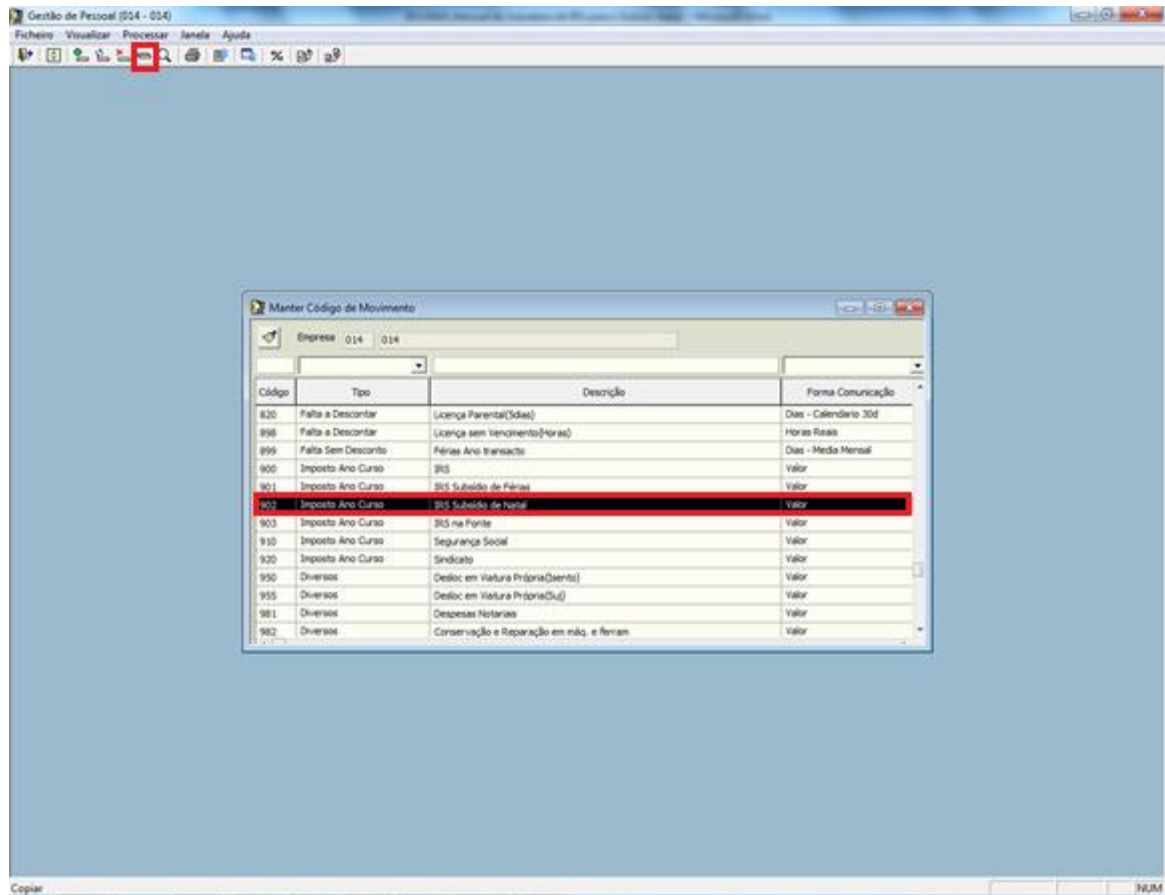 Gestão de Pessoal (014 - 014)
Ficheiro Visualizar Processar Janela Ajuda
Manter Código de Movimento
Empresa 014 014
Código Tipo Descrição Forma Comunicação
820 Falta a Descontar Licença Parental(5dias) Dias - Calendario 30d
898 Falta a Descontar Licença sem Vencimento(Horas) Horas Reais
899 Falta Sem Desconto Férias Ano transacto Dias - Media Mensal
900 Imposto Ano Curso IRS Valor
901 Imposto Ano Curso IRS Subsídio de Férias Valor
902 Imposto Ano Curso IRS Subsídio de Natal Valor
903 Imposto Ano Curso IRS na Fonte Valor
910 Imposto Ano Curso Segurança Social Valor
920 Imposto Ano Curso Sindicato Valor
950 Diversos Desloc em Viatura Própria(Isento) Valor
955 Diversos Desloc em Viatura Própria(Suj) Valor
981 Diversos Despesas Notariais Valor
982 Diversos Conservação e Reparação em máq. e ferram Valor
Copiar NUM